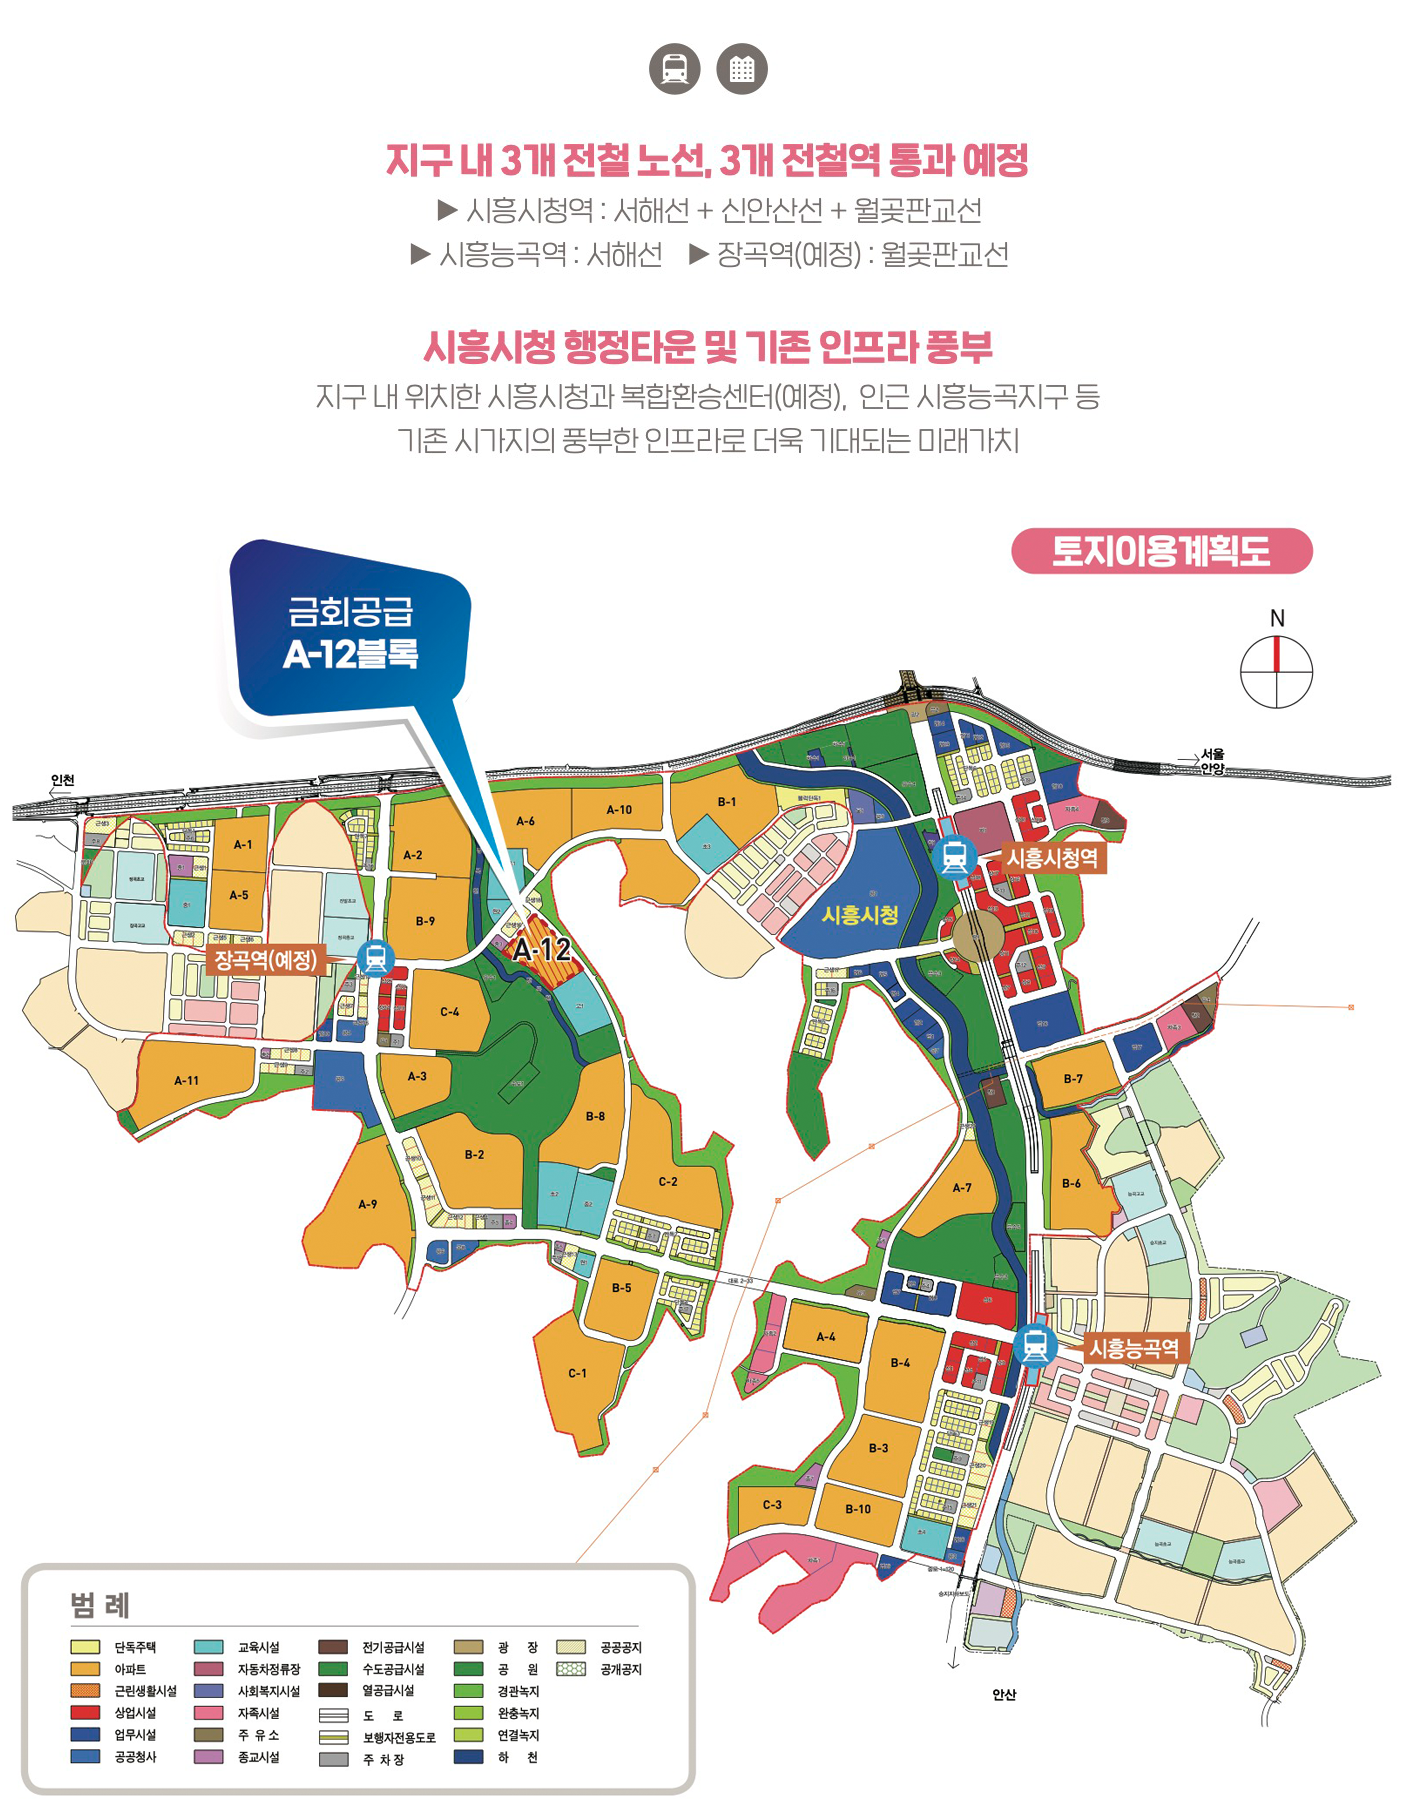 지구 내 3개 전철 노선, 3개 전철역 통과 예정
▶ 시흥시청역 : 서해선 + 신안산선 + 월곶판교선
▶ 시흥능곡역 : 서해선 ▶ 장곡역(예정) : 월곶판교선
시흥시청 행정타운 및 기존 인프라 풍부
지구 내 위치한 시흥시청과 복합환승센터(예정), 인근 시흥능곡지구 등
기존 시가지의 풍부한 인프라로 더욱 기대되는 미래가치
토지이용계획도
금회공급
A-12블록
N
서울
안양
인천
A-6
A-10
B-1
블럭단독1
A-1
A-2
A-5
B-9
시흥시청역
시흥시청
A-12
장곡역(예정)
C-4
A-11
A-3
B-7
B-8
B-2
A-9
C-2
A-7
B-6
대로 2-33
B-5
C-1
A-4
B-4
시흥능곡역
B-3
C-3
B-10
안산
범 례
단독주택
아파트
근린생활시설
상업시설
업무시설
공공청사
교육시설
자동차정류장
사회복지시설
자족시설
주 유 소
종교시설
전기공급시설
수도공급시설
열공급시설
도 로
보행자전용도로
주 차 장
광 장
공 원
경관녹지
완충녹지
연결녹지
하 천
공공공지
공개공지